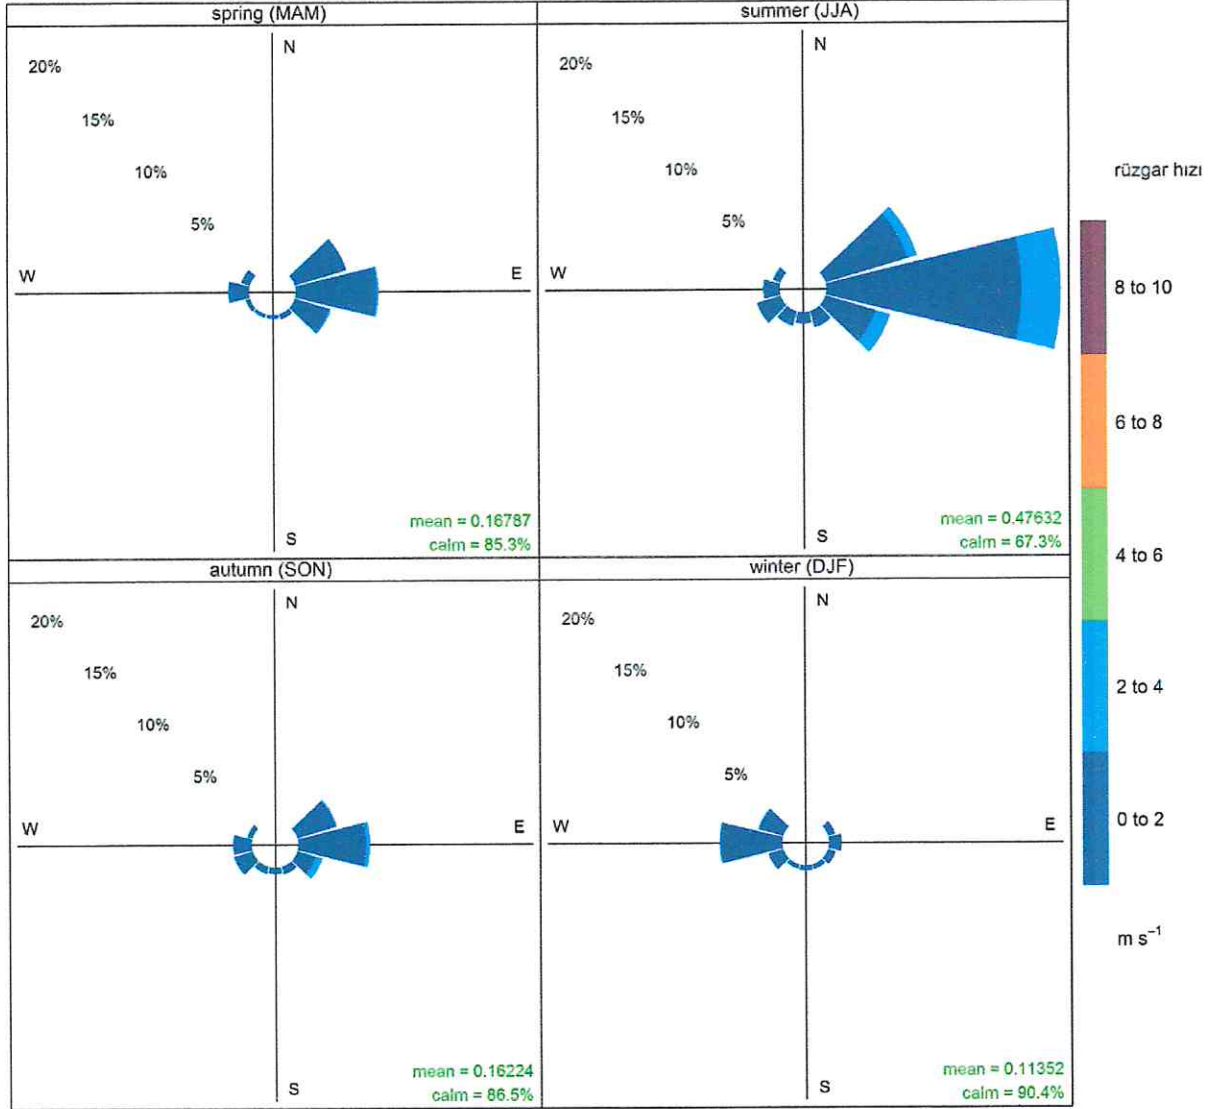 spring (MAM)
N
20%
15%
10%
5%
W
E
S
mean = 0.16787
calm = 85.3%
summer (JJA)
N
20%
15%
10%
5%
W
S
mean = 0.47632
calm = 67.3%
autumn (SON)
N
20%
15%
10%
5%
W
E
S
mean = 0.16224
calm = 86.5%
winter (DJF)
N
20%
15%
10%
5%
W
E
S
mean = 0.11352
calm = 90.4%
rüzgar hızı
8 to 10
6 to 8
4 to 6
2 to 4
0 to 2
m s⁻¹